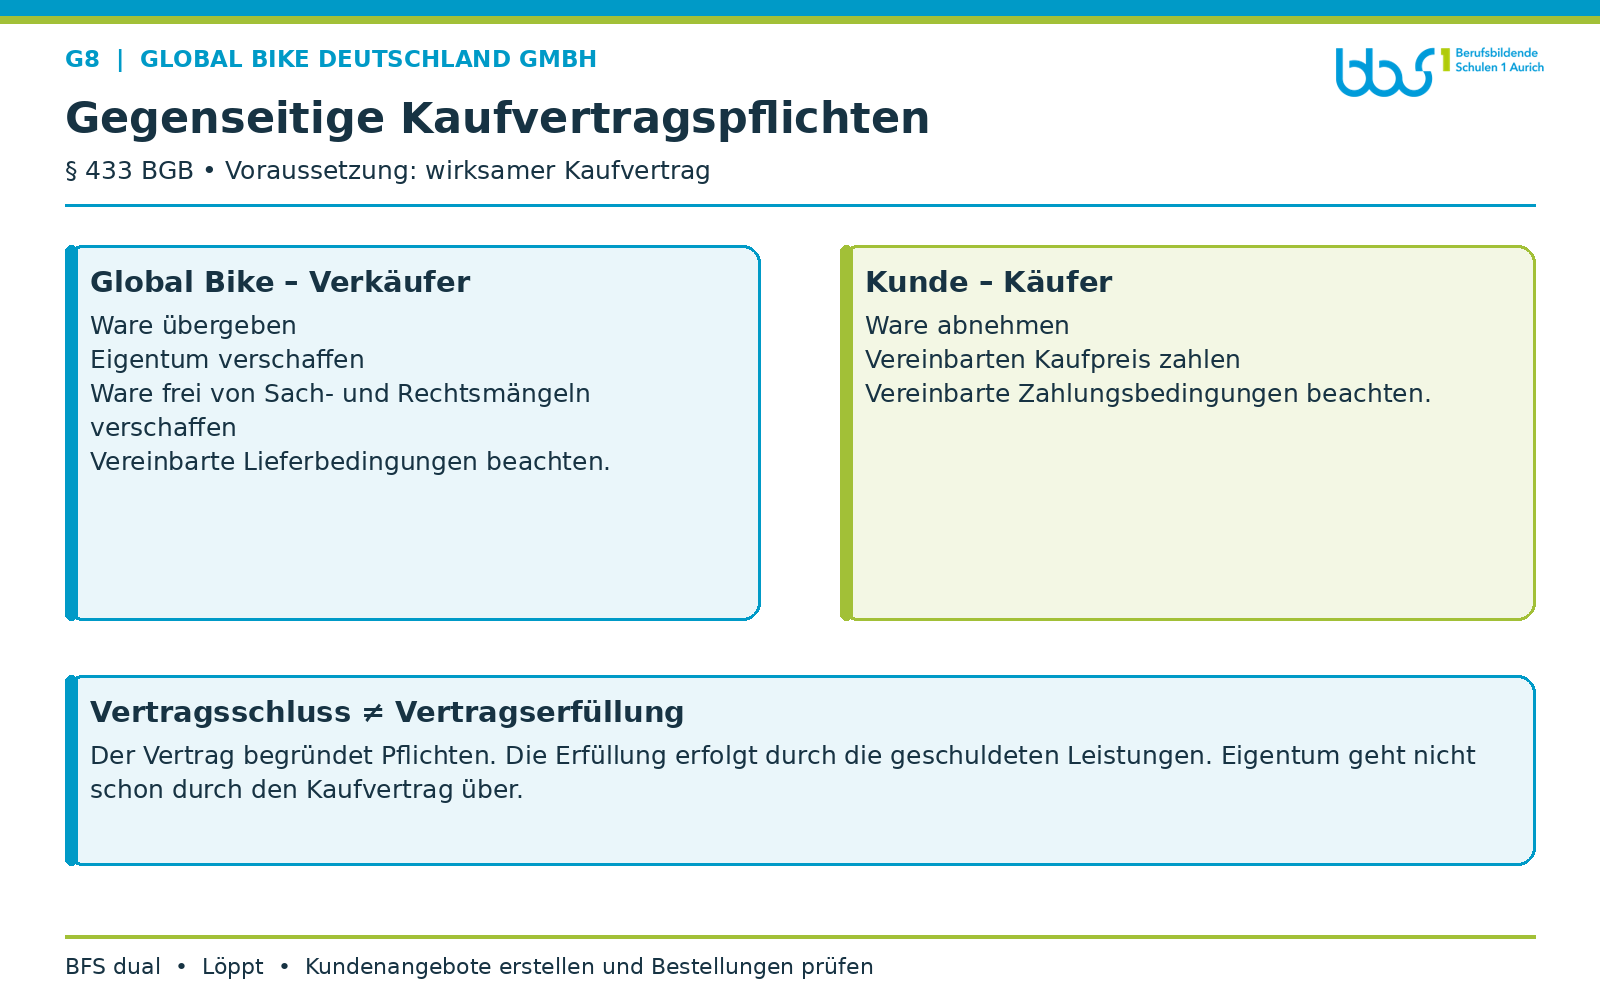 G8 | GLOBAL BIKE DEUTSCHLAND GMBH
bbs 1 Berufsbildende
Schulen 1 Aurich
Gegenseitige Kaufvertragspflichten
§ 433 BGB • Voraussetzung: wirksamer Kaufvertrag
Global Bike – Verkäufer
Ware übergeben
Eigentum verschaffen
Ware frei von Sach- und Rechtsmängeln
verschaffen
Vereinbarte Lieferbedingungen beachten.
Kunde – Käufer
Ware abnehmen
Vereinbarten Kaufpreis zahlen
Vereinbarte Zahlungsbedingungen beachten.
Vertragsschluss ≠ Vertragserfüllung
Der Vertrag begründet Pflichten. Die Erfüllung erfolgt durch die geschuldeten Leistungen. Eigentum geht nicht
schon durch den Kaufvertrag über.
BFS dual • Löppt • Kundenangebote erstellen und Bestellungen prüfen